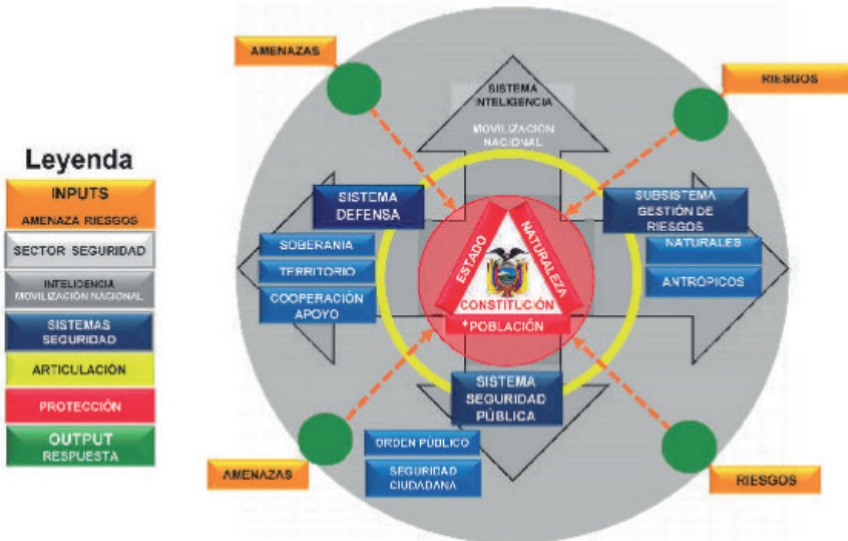 AMENAZAS
RIESGOS
SISTEMA
INTELIGENCIA
MOVILIZACIÓN
NACIONAL
Leyenda
INPUTS
AMENAZA RIESGOS
SECTOR SEGURIDAD
INTELIGENCIA
MOVILIZACIÓN NACIONAL
SISTEMAS
SEGURIDAD
ARTICULACIÓN
PROTECCIÓN
OUTPUT
RESPUESTA
SISTEMA
DEFENSA
SOBERANIA
TERRITORIO
COOPERACIÓN
APOYO
SUBSISTEMA
GESTIÓN DE
RIESGOS
NATURALES
ANTRÓPICOS
ESTADO
NATURALEZA
CONSTITUCIÓN
*POBLACIÓN
SISTEMA
SEGURIDAD
PÚBLICA
ORDEN PÚBLICO
SEGURIDAD
CIUDADANA
AMENAZAS
RIESGOS